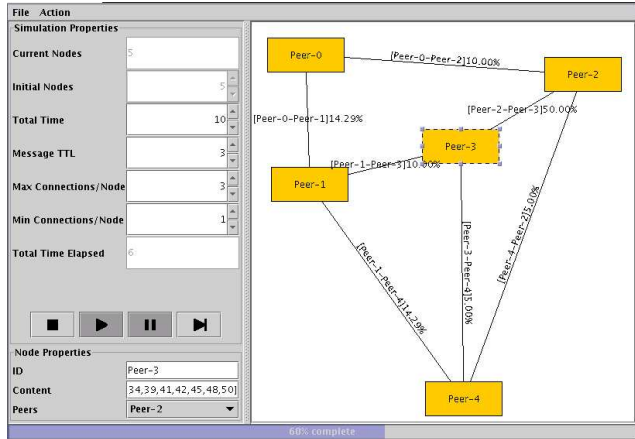 File Action
Simulation Properties
Current Nodes 5
Initial Nodes 5
Total Time 10
Message TTL 3
Max Connections/Node 3
Min Connections/Node 1
Total Time Elapsed 6
Node Properties
ID Peer-3
Content 34,39,41,42,45,48,50]
Peers Peer-2
Peer-0
[Peer-0-Peer-2]10.00%
Peer-2
[Peer-2-Peer-3]50.00%
[Peer-0-Peer-1]14.29%
Peer-3
[Peer-1-Peer-3]10.00%
Peer-1
[Peer-4-Peer-2]5.00%
[Peer-3-Peer-4]5.00%
[Peer-1-Peer-4]14.29%
Peer-4
60% complete